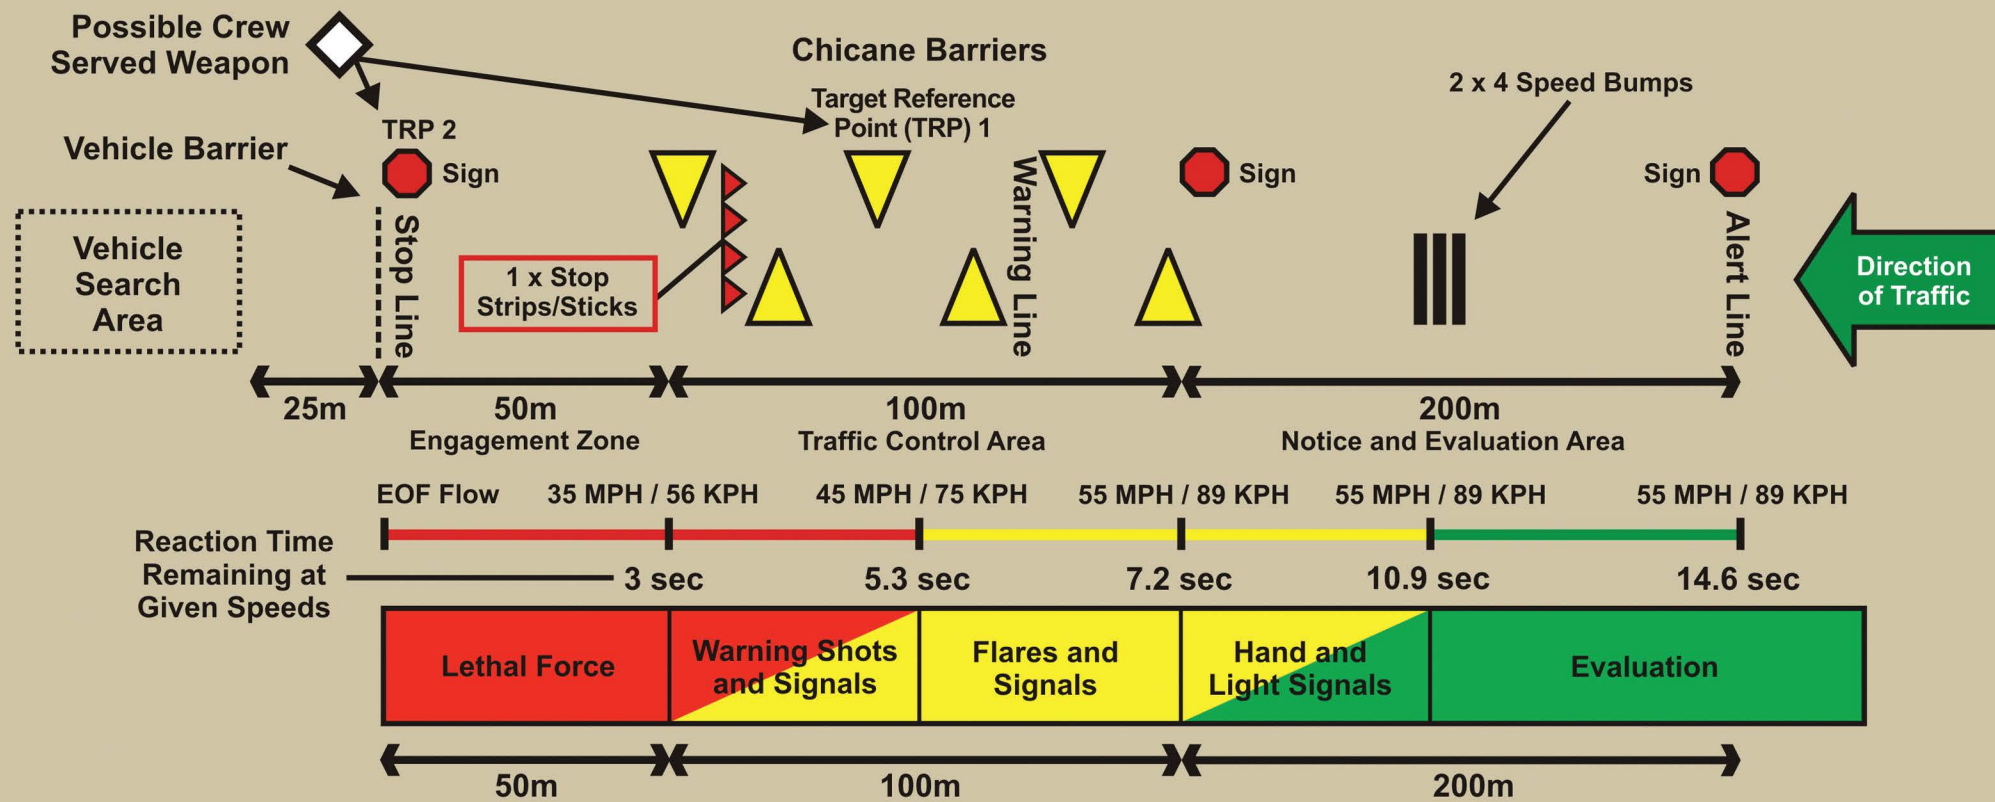 Possible Crew
Served Weapon
Chicane Barriers
Target Reference
Point (TRP) 1
2 x 4 Speed Bumps
TRP 2
Vehicle Barrier
Sign
Sign
Sign
Warning Line
Stop Line
Alert Line
Vehicle
Search
Area
1 x Stop
Strips/Sticks
Direction
of Traffic
25m
50m
100m
200m
Engagement Zone
Traffic Control Area
Notice and Evaluation Area
EOF Flow
35 MPH / 56 KPH
45 MPH / 75 KPH
55 MPH / 89 KPH
55 MPH / 89 KPH
55 MPH / 89 KPH
Reaction Time
Remaining at
Given Speeds
3 sec
5.3 sec
7.2 sec
10.9 sec
14.6 sec
Lethal Force
Warning Shots
and Signals
Flares and
Signals
Hand and
Light Signals
Evaluation
50m
100m
200m